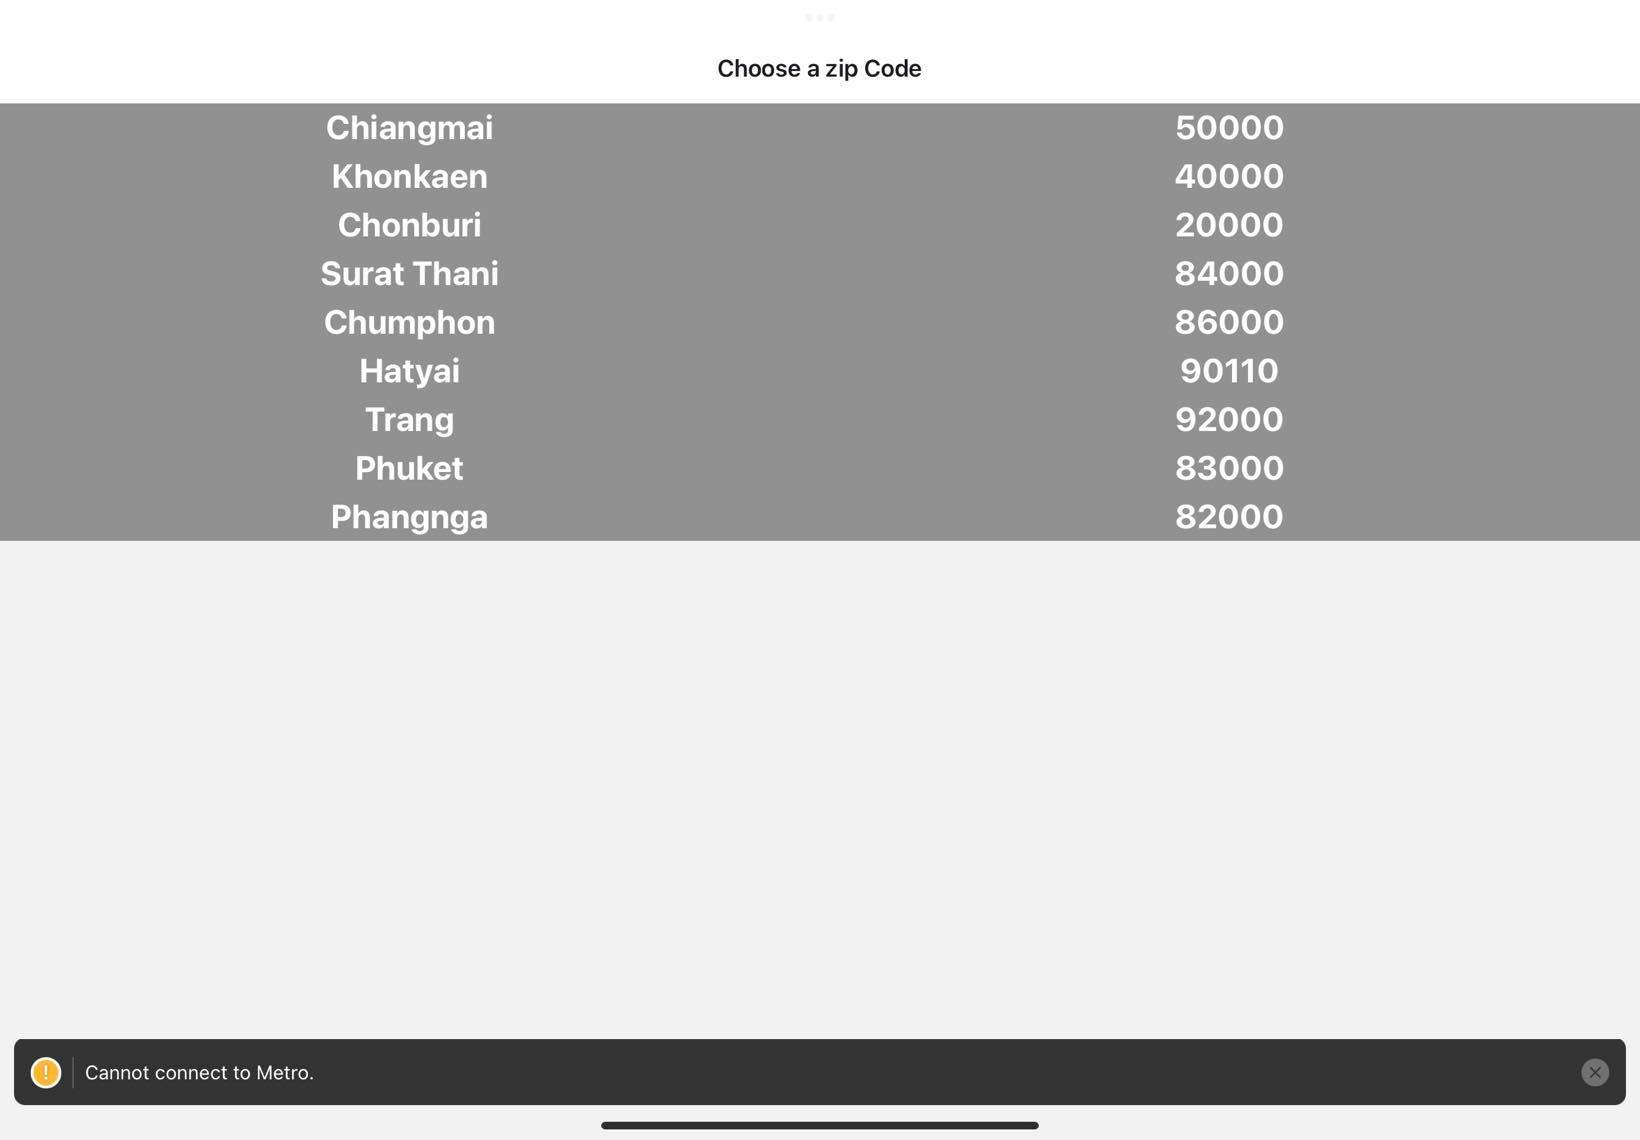 Choose a zip Code
Chiangmai 50000
Khonkaen 40000
Chonburi 20000
Surat Thani 84000
Chumphon 86000
Hatyai 90110
Trang 92000
Phuket 83000
Phangnga 82000
! Cannot connect to Metro.